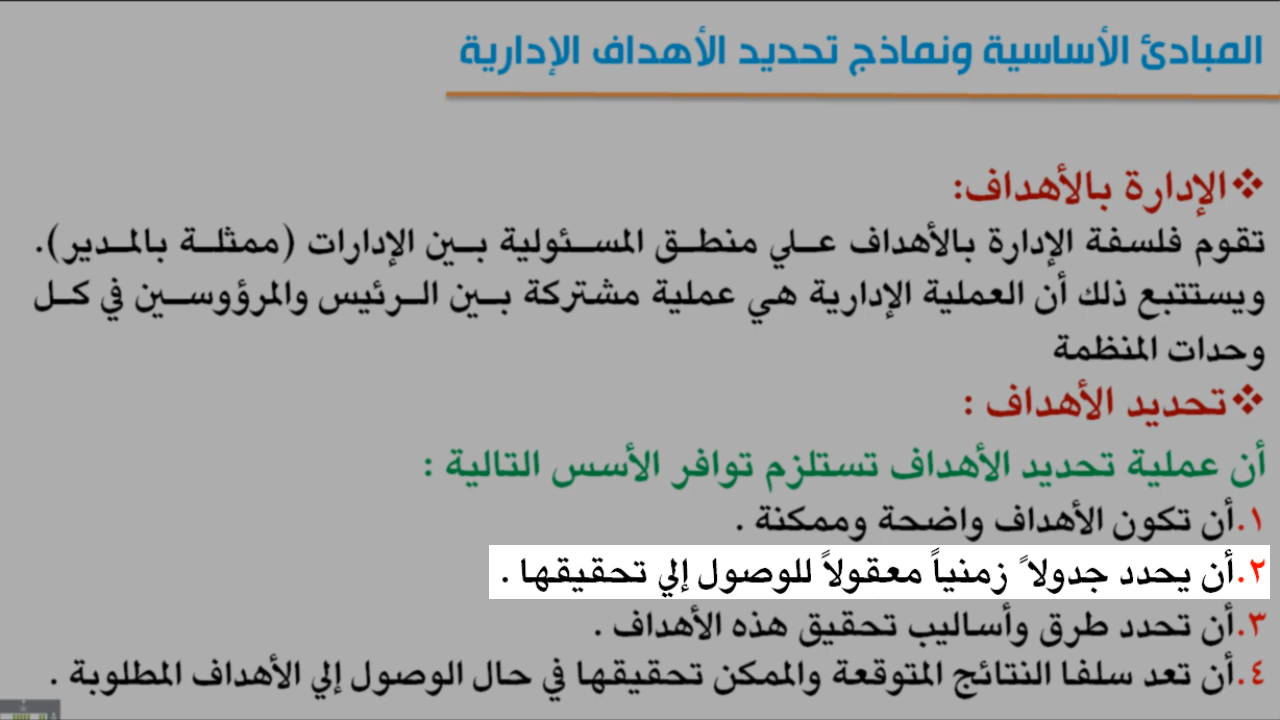 المبادئ الأساسية ونماذج تحديد الأهداف الإدارية
❖الإدارة بالأهداف:
تقوم فلسفة الإدارة بالأهداف علي منطق المسئولية بين الإدارات (ممثلة بالمدير).
ويستتبع ذلك أن العملية الإدارية هي عملية مشتركة بين الرئيس والمرؤوسين في كل
وحدات المنظمة
❖تحديد الأهداف :
أن عملية تحديد الأهداف تستلزم توافر الأسس التالية :
١.أن تكون الأهداف واضحة وممكنة .
٢.أن يحدد جدولا ً زمنياً معقولاً للوصول إلي تحقيقها .
٣.أن تحدد طرق وأساليب تحقيق هذه الأهداف .
٤.أن تعد سلفا النتائج المتوقعة والممكن تحقيقها في حال الوصول إلي الأهداف المطلوبة .